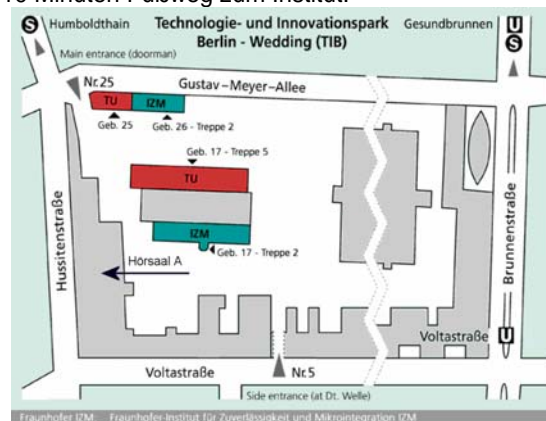 Minuten Fußweg zum Institut.
S Humboldthain
Technologie- und Innovationspark
Berlin - Wedding (TIB)
Gesundbrunnen U
S
Main entrance (doorman)
Nr.25
Gustav-Meyer-Allee
TU IZM
Geb. 25
Geb. 26 - Treppe 2
Geb. 17 - Treppe 5
TU
IZM
Geb. 17 - Treppe 2
Hörsaal A
Hussitenstraße
Brunnenstraße
Voltastraße U
Voltastraße
Nr.5
Side entrance (at Dt. Welle)
Fraunhofer IZM Fraunhofer-Institut für Zuverlässigkeit und Mikrointegration IZM